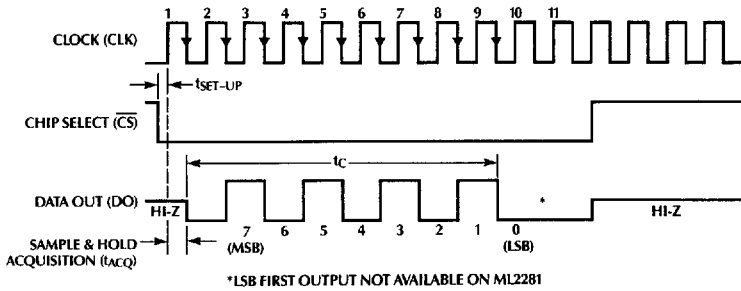 1 2 3 4 5 6 7 8 9 10 11
CLOCK (CLK)
tSET–UP
CHIP SELECT (CS)
tC
DATA OUT (DO)
HI-Z
*
HI-Z
7 6 5 4 3 2 1 0
(MSB) (LSB)
SAMPLE & HOLD
ACQUISITION (tACQ)
*LSB FIRST OUTPUT NOT AVAILABLE ON ML2281